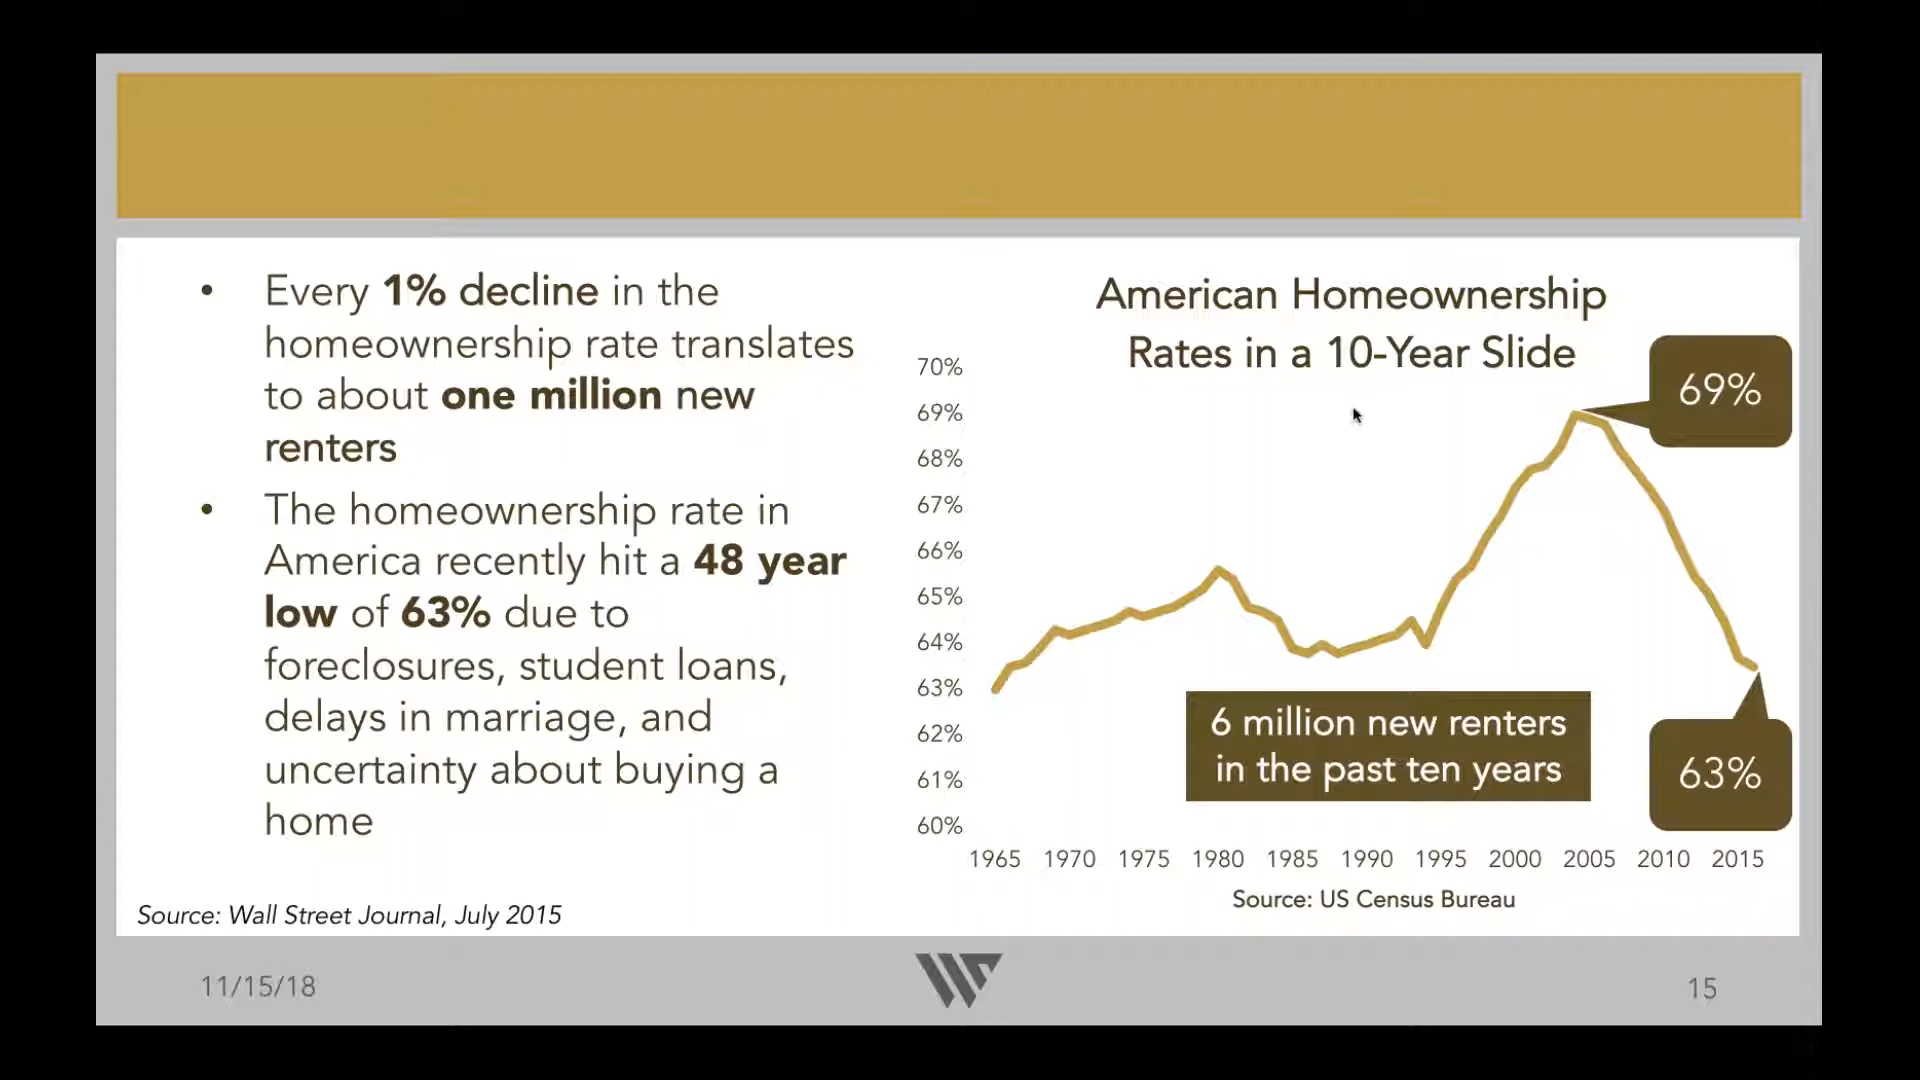 Every 1% decline in the
homeownership rate translates
to about one million new
renters
The homeownership rate in
America recently hit a 48 year
low of 63% due to
foreclosures, student loans,
delays in marriage, and
uncertainty about buying a
home
Source: Wall Street Journal, July 2015
American Homeownership
Rates in a 10-Year Slide
70%
69%
68%
67%
66%
65%
64%
63%
62%
61%
60%
69%
63%
6 million new renters
in the past ten years
1965 1970 1975 1980 1985 1990 1995 2000 2005 2010 2015
Source: US Census Bureau
11/15/18
15